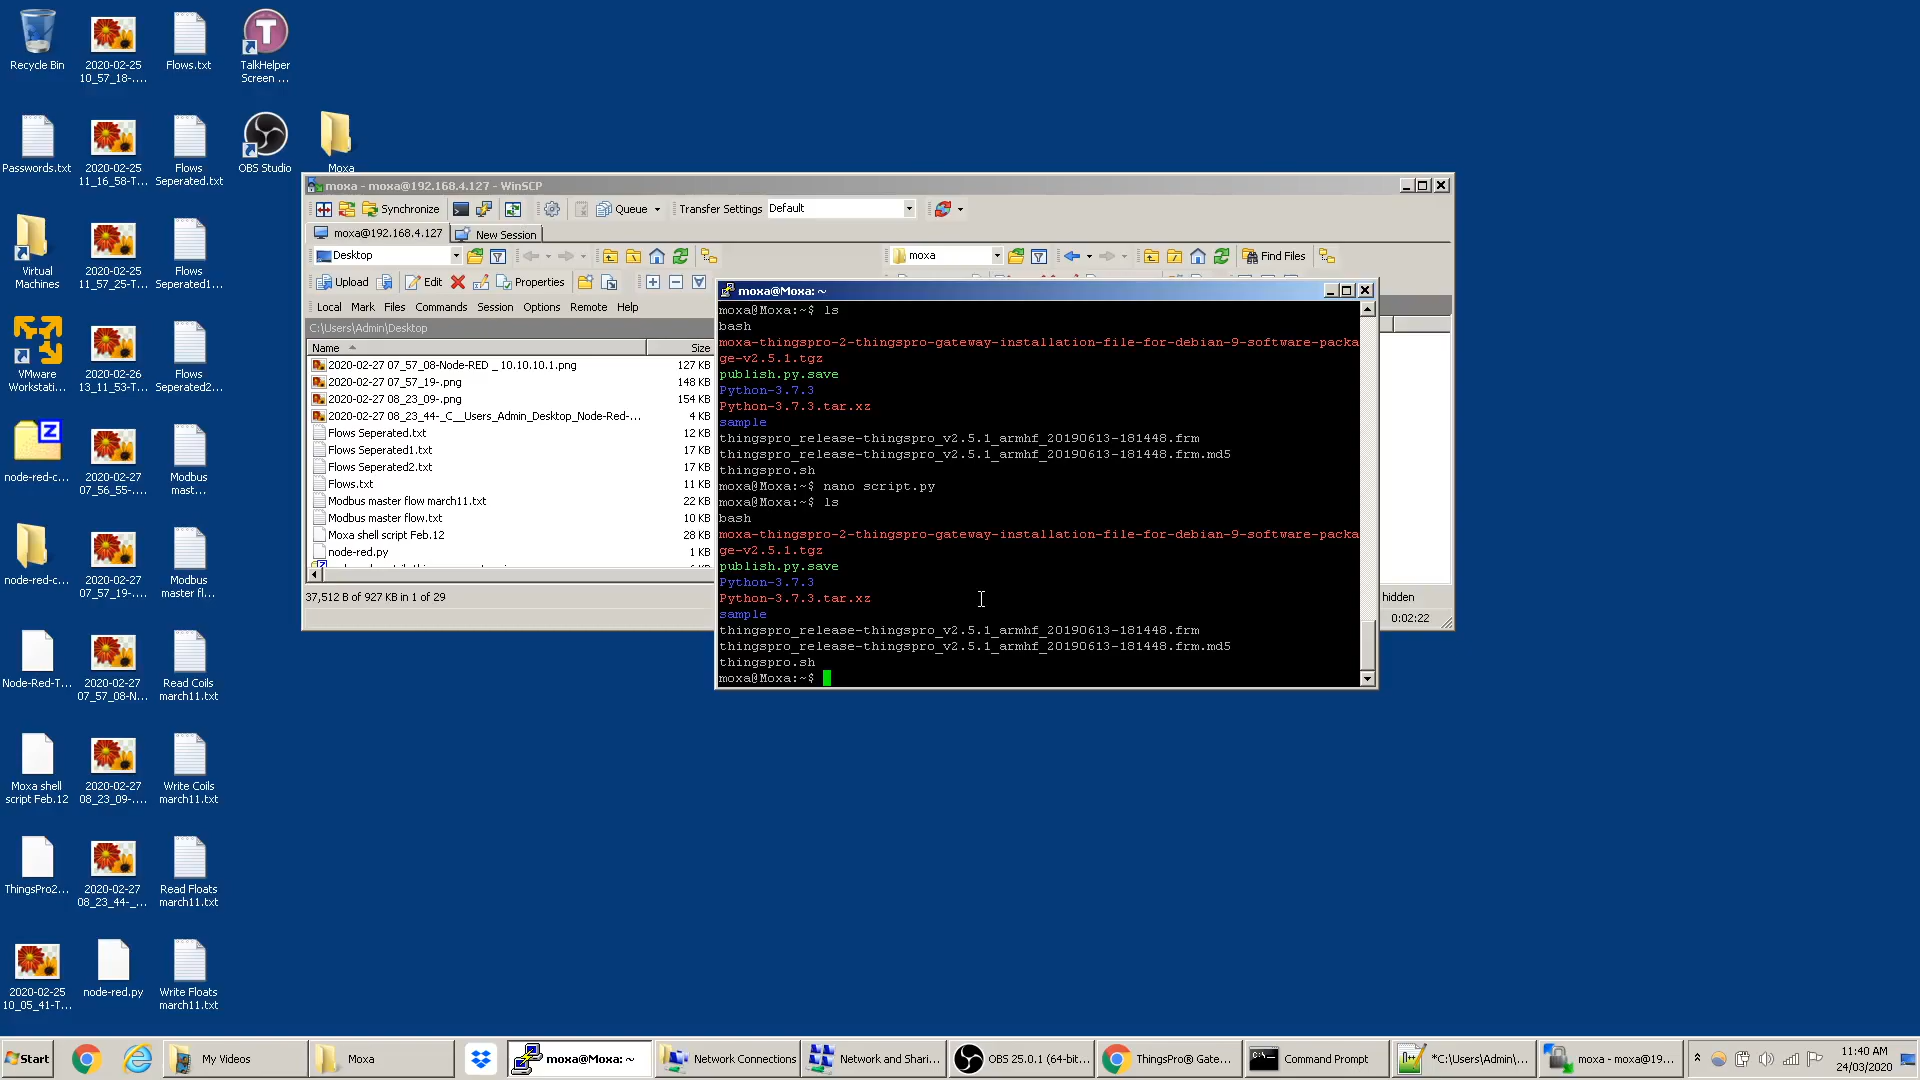 Recycle Bin
2020-02-25
10_57_18-....
Flows.txt
TalkHelper
Screen ...
Passwords.txt
2020-02-25
11_16_58-T...
Flows
Seperated.txt
OBS Studio
Moxa
Virtual
Machines
2020-02-25
11_57_25-T...
Flows
Seperated1...
VMware
Workstati...
2020-02-26
13_11_53-T...
Flows
Seperated2...
node-red-c...
2020-02-27
07_56_55-....
Modbus
mast...
node-red-c...
2020-02-27
07_57_19-....
Modbus
master fl...
Node-Red-T...
2020-02-27
07_57_08-N...
Read Coils
march11.txt
Moxa shell
script Feb.12
2020-02-27
08_23_09-....
Write Coils
march11.txt
ThingsPro2...
2020-02-27
08_23_44-_...
Read Floats
march11.txt
2020-02-25
10_05_41-T...
node-red.py
Write Floats
march11.txt
moxa - moxa@192.168.4.127 - WinSCP
Synchronize
Queue
Transfer Settings Default
moxa@192.168.4.127
New Session
Desktop
moxa
Find Files
Upload
Edit
Properties
Local Mark Files Commands Session Options Remote Help
C:\Users\Admin\Desktop
Name Size
2020-02-27 07_57_08-Node-RED _ 10.10.10.1.png 127 KB
2020-02-27 07_57_19-.png 148 KB
2020-02-27 08_23_09-.png 154 KB
2020-02-27 08_23_44-_C__Users_Admin_Desktop_Node-Red-... 4 KB
Flows Seperated.txt 12 KB
Flows Seperated1.txt 17 KB
Flows Seperated2.txt 17 KB
Flows.txt 11 KB
Modbus master flow march11.txt 22 KB
Modbus master flow.txt 10 KB
Moxa shell script Feb.12 28 KB
node-red.py 1 KB
37,512 B of 927 KB in 1 of 29
hidden
0:02:22
moxa@Moxa: ~
moxa@Moxa:~$ ls
bash
moxa-thingspro-2-thingspro-gateway-installation-file-for-debian-9-software-packa
ge-v2.5.1.tgz
publish.py.save
Python-3.7.3
Python-3.7.3.tar.xz
sample
thingspro_release-thingspro_v2.5.1_armhf_20190613-181448.frm
thingspro_release-thingspro_v2.5.1_armhf_20190613-181448.frm.md5
thingspro.sh
moxa@Moxa:~$ nano script.py
moxa@Moxa:~$ ls
bash
moxa-thingspro-2-thingspro-gateway-installation-file-for-debian-9-software-packa
ge-v2.5.1.tgz
publish.py.save
Python-3.7.3
Python-3.7.3.tar.xz
sample
thingspro_release-thingspro_v2.5.1_armhf_20190613-181448.frm
thingspro_release-thingspro_v2.5.1_armhf_20190613-181448.frm.md5
thingspro.sh
moxa@Moxa:~$
Start
My Videos
Moxa
moxa@Moxa: ~
Network Connections
Network and Shari...
OBS 25.0.1 (64-bit...
ThingsPro® Gate...
Command Prompt
*C:\Users\Admin\...
moxa - moxa@19...
11:40 AM
24/03/2020